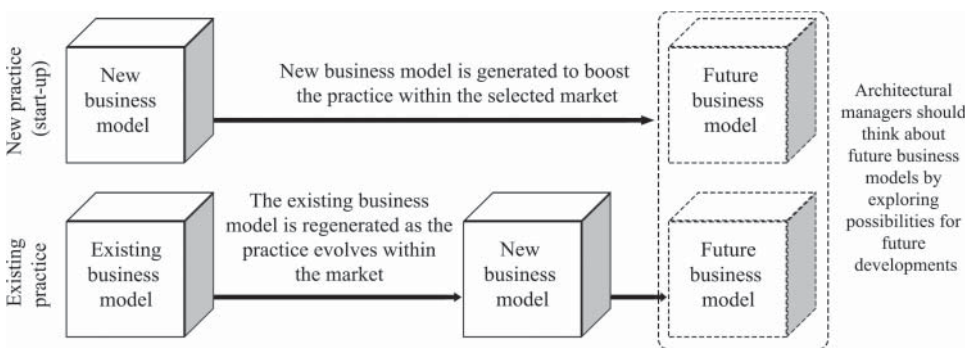 New practice
(start-up)
New
business
model
New business model is generated to boost
the practice within the selected market
Future
business
model
Architectural
managers should
think about
future business
models by
exploring
possibilities for
future
developments
Existing
practice
Existing
business
model
The existing business
model is regenerated as the
practice evolves within
the market
New
business
model
Future
business
model